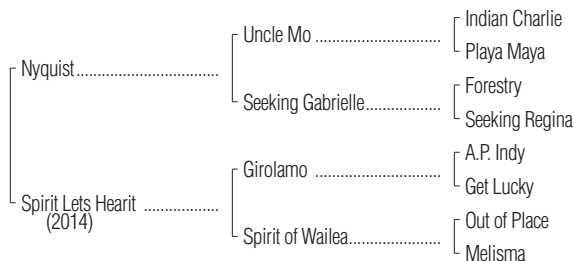 Indian Charlie
Uncle Mo
Playa Maya
Nyquist
Forestry
Seeking Gabrielle
Seeking Regina
A.P. Indy
Girolamo
Get Lucky
Spirit Lets Hearit
(2014)
Out of Place
Spirit of Wailea
Melisma